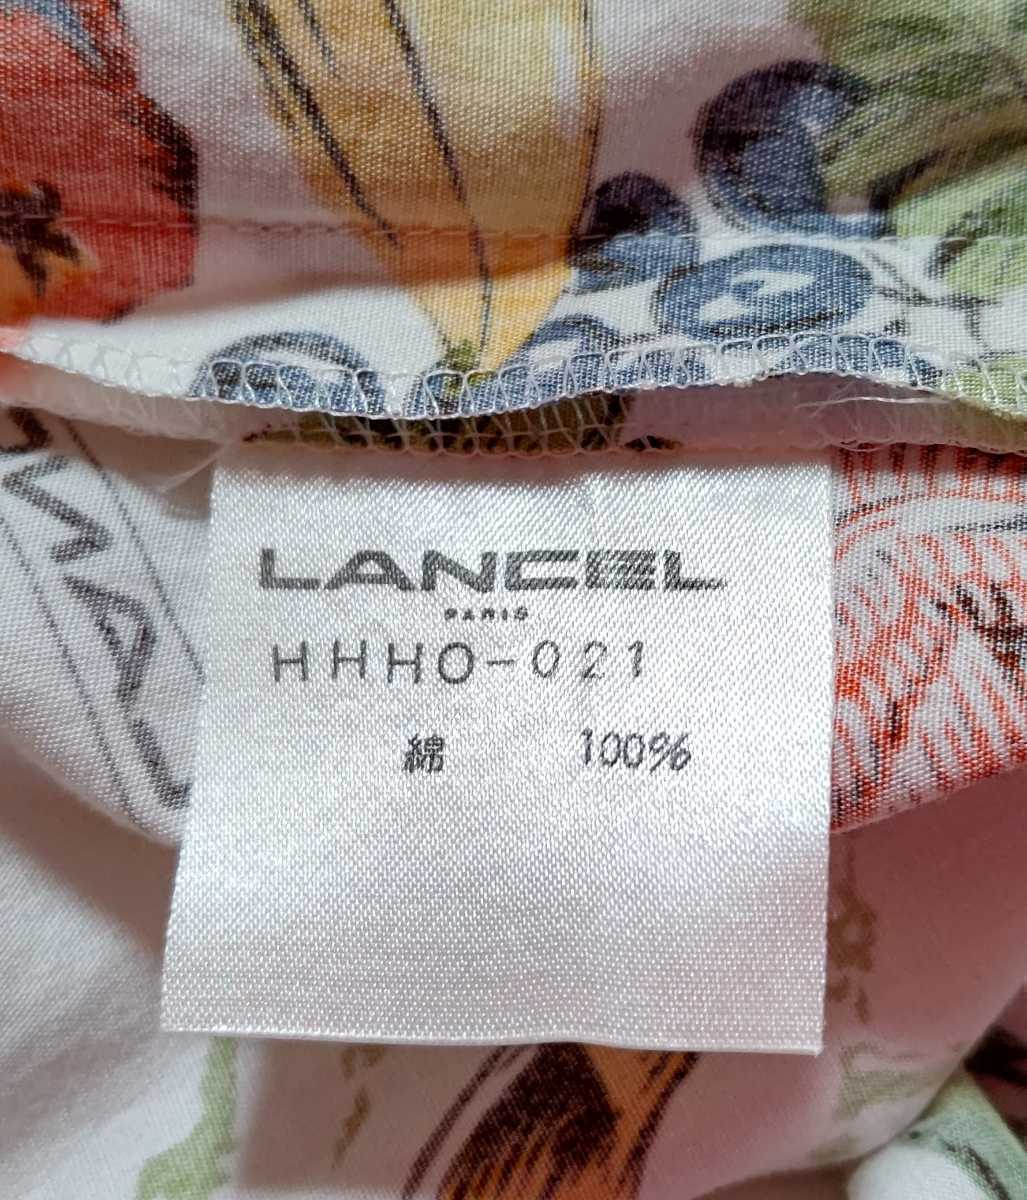 LANCEL
PARIS
HHHO-021
綿 100%